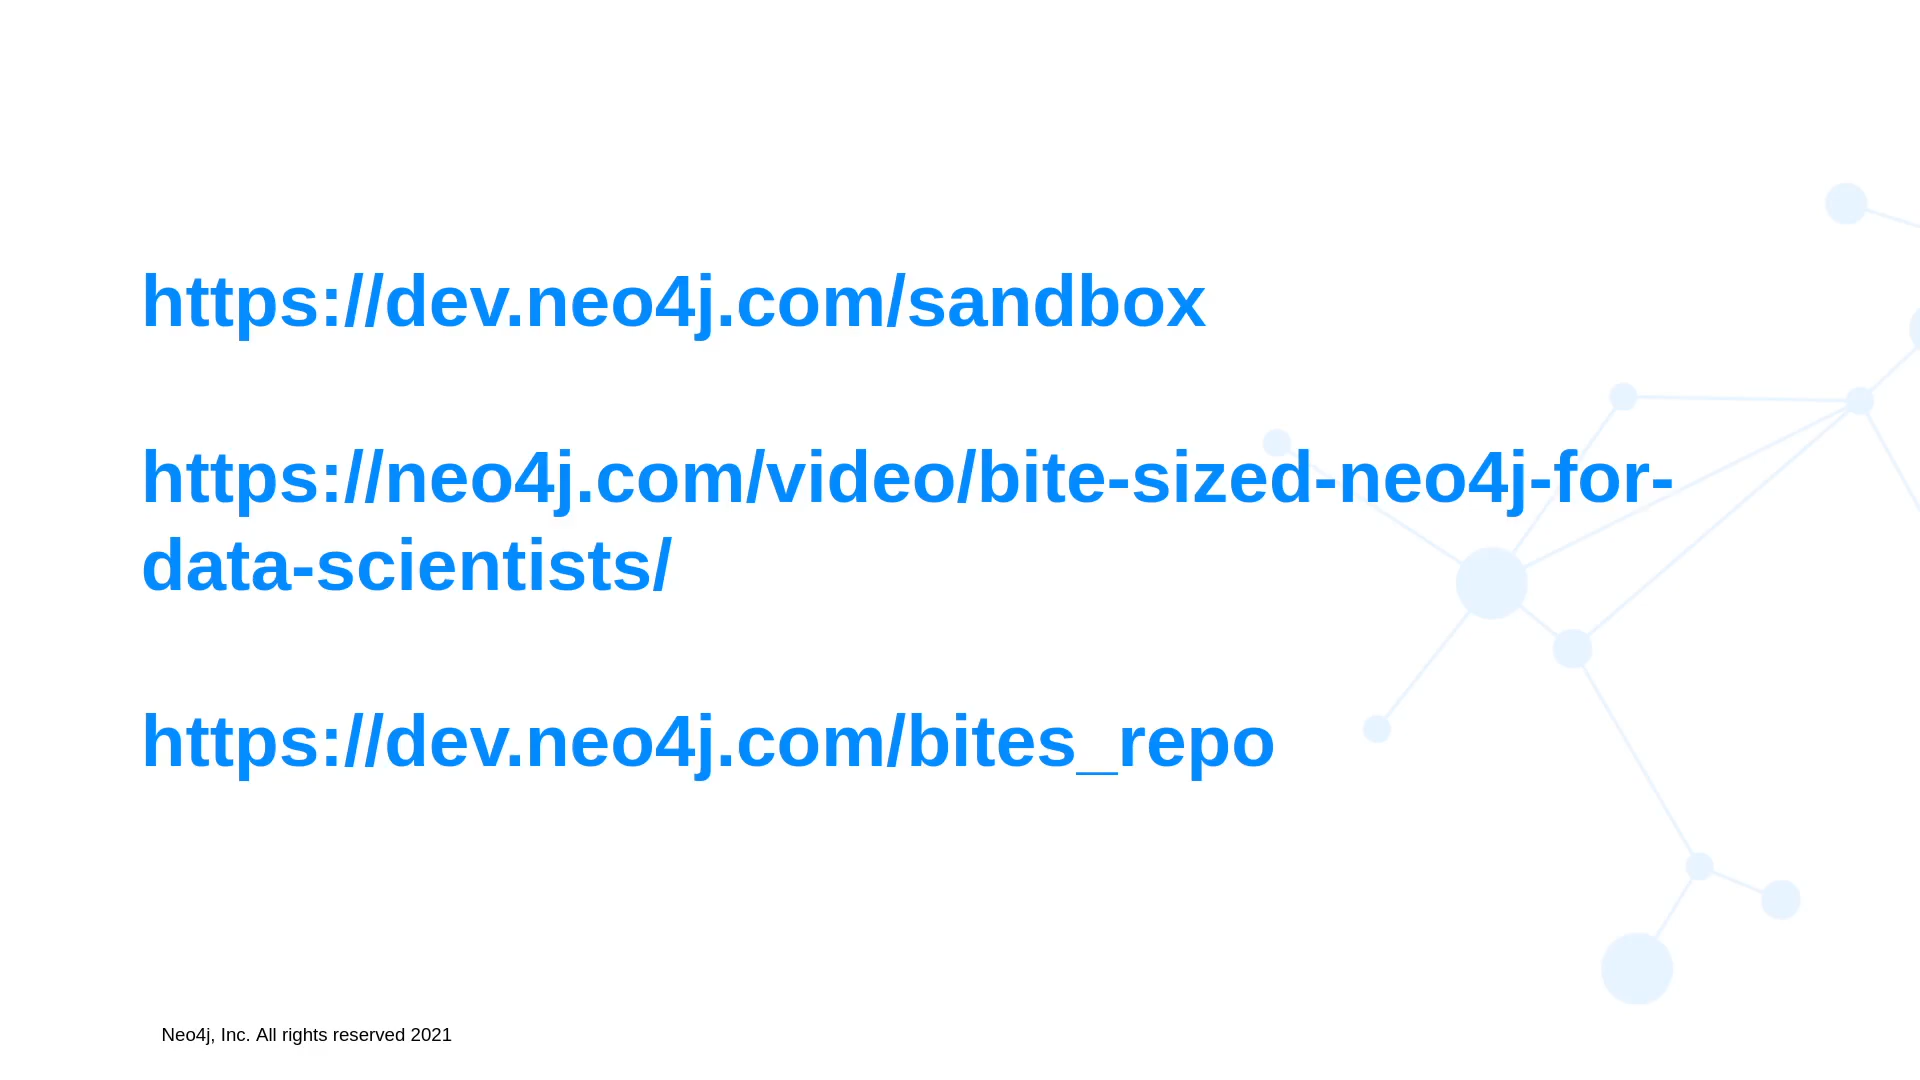 https://dev.neo4j.com/sandbox
https://neo4j.com/video/bite-sized-neo4j-for-
data-scientists/
https://dev.neo4j.com/bites_repo
Neo4j, Inc. All rights reserved 2021